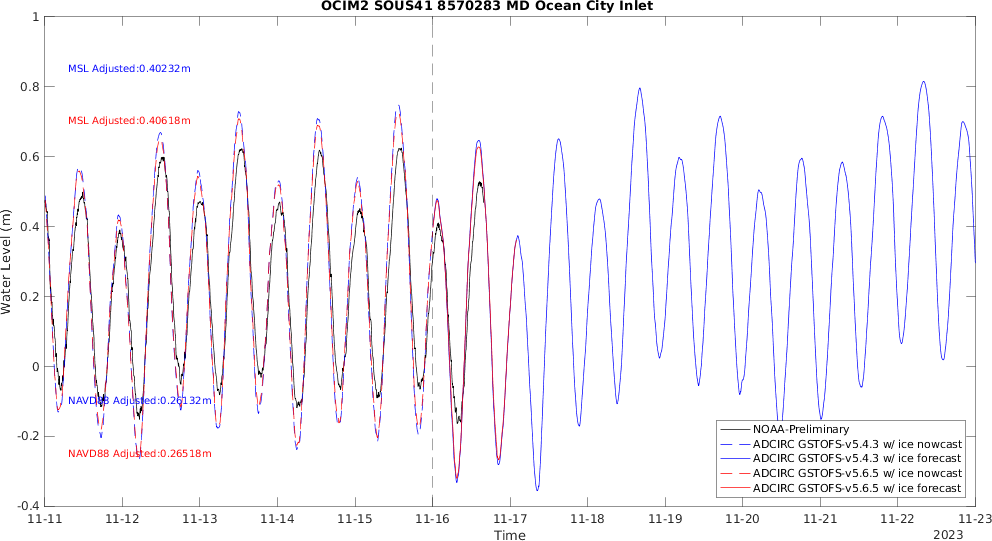 OCIM2 SOUS41 8570283 MD Ocean City Inlet
1
0.8
0.6
0.4
0.2
0
-0.2
-0.4
Water Level (m)
MSL Adjusted:0.40232m
MSL Adjusted:0.40618m
NAVD88 Adjusted:0.26132m
NAVD88 Adjusted:0.26518m
NOAA-Preliminary
ADCIRC GSTOFS-v5.4.3 w/ ice nowcast
ADCIRC GSTOFS-v5.4.3 w/ ice forecast
ADCIRC GSTOFS-v5.6.5 w/ ice nowcast
ADCIRC GSTOFS-v5.6.5 w/ ice forecast
11-11 11-12 11-13 11-14 11-15 11-16 11-17 11-18 11-19 11-20 11-21 11-22 11-23
Time
2023